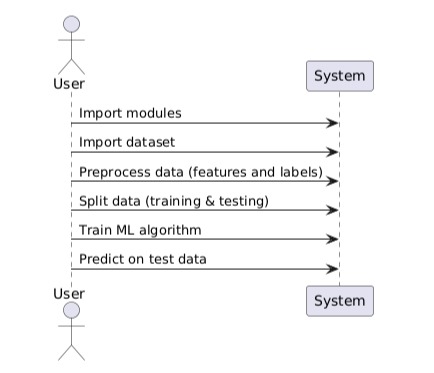 User
System
Import modules
Import dataset
Preprocess data (features and labels)
Split data (training & testing)
Train ML algorithm
Predict on test data
User
System